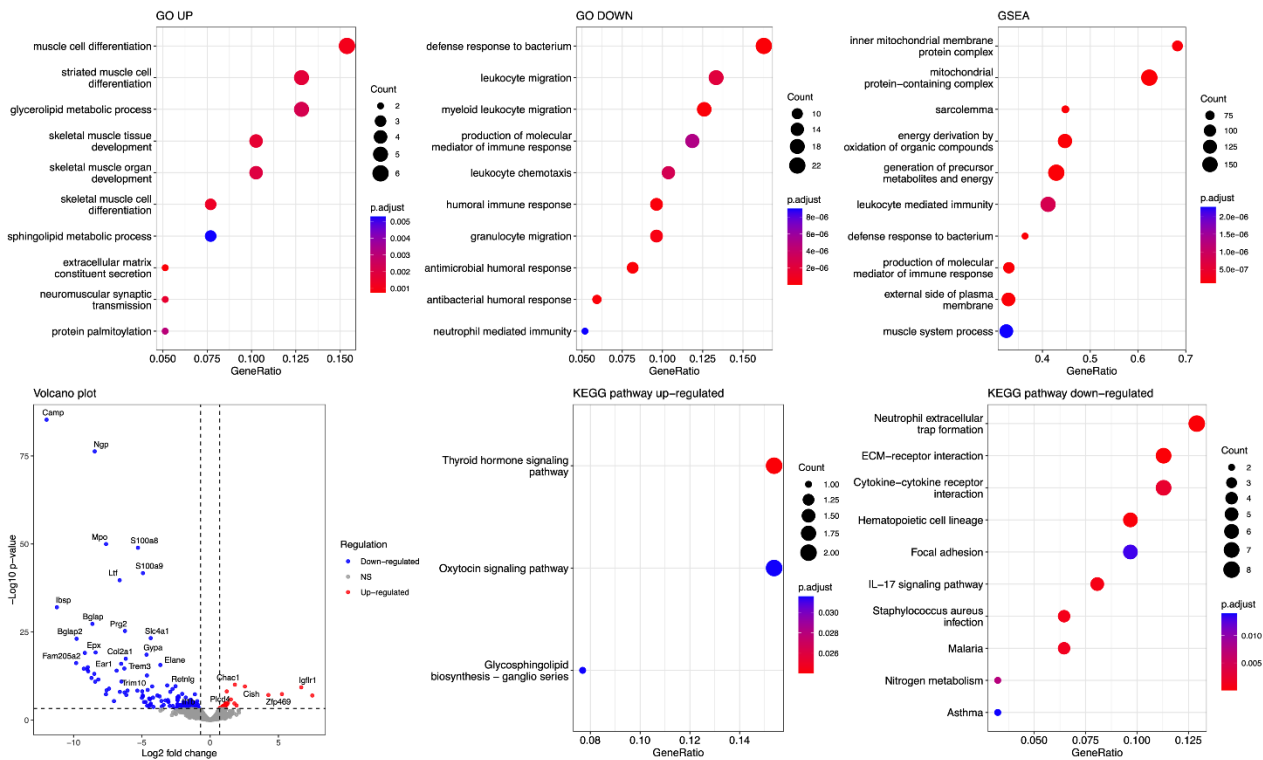 GO UP
muscle cell differentiation
striated muscle cell
differentiation
glycerolipid metabolic process
skeletal muscle tissue
development
skeletal muscle organ
development
skeletal muscle cell
differentiation
sphingolipid metabolic process
extracellular matrix
constituent secretion
neuromuscular synaptic
transmission
protein palmitoylation
0.050 0.075 0.100 0.125 0.150
GeneRatio
Count
2
3
4
5
6
p.adjust
0.005
0.004
0.003
0.002
0.001
GO DOWN
defense response to bacterium
leukocyte migration
myeloid leukocyte migration
production of molecular
mediator of immune response
leukocyte chemotaxis
humoral immune response
granulocyte migration
antimicrobial humoral response
antibacterial humoral response
neutrophil mediated immunity
0.050 0.075 0.100 0.125 0.150
GeneRatio
Count
10
14
18
22
p.adjust
8e−06
6e−06
4e−06
2e−06
GSEA
inner mitochondrial membrane
protein complex
mitochondrial
protein−containing complex
sarcolemma
energy derivation by
oxidation of organic compounds
generation of precursor
metabolites and energy
leukocyte mediated immunity
defense response to bacterium
production of molecular
mediator of immune response
external side of plasma
membrane
muscle system process
0.4 0.5 0.6 0.7
GeneRatio
Count
75
100
125
150
p.adjust
2.0e−06
1.5e−06
1.0e−06
5.0e−07
Volcano plot
Camp
Ngp
Mpo
S100a8
S100a9
Ltf
Ibsp
Bglap
Prg2
Bglap2
Slc4a1
Epx
Col2a1
Gypa
Fam205a2
Ear1
Trem3
Elane
Trim10
Retnlg
Chac1
Cish
Igflr1
Plcd4
Zfp469
75
50
25
0
−Log10 p−value
−10 −5 0 5
Log2 fold change
Regulation
Down−regulated
NS
Up−regulated
KEGG pathway up−regulated
Thyroid hormone signaling
pathway
Oxytocin signaling pathway
Glycosphingolipid
biosynthesis − ganglio series
0.08 0.10 0.12 0.14
GeneRatio
Count
1.00
1.25
1.50
1.75
2.00
p.adjust
0.030
0.028
0.028
KEGG pathway down−regulated
Neutrophil extracellular
trap formation
ECM−receptor interaction
Cytokine−cytokine receptor
interaction
Hematopoietic cell lineage
Focal adhesion
IL−17 signaling pathway
Staphylococcus aureus
infection
Malaria
Nitrogen metabolism
Asthma
0.050 0.075 0.100 0.125
GeneRatio
Count
2
3
4
5
6
7
8
p.adjust
0.010
0.005